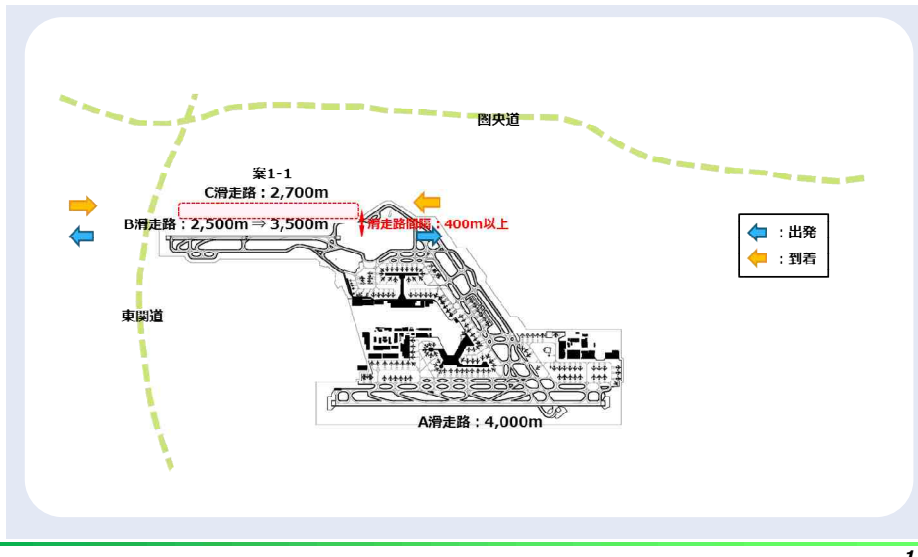 圏央道
案1-1
C滑走路：2,700m
B滑走路：2,500m⇒3,500m
滑走路間隔：400m以上
：出発
：到着
東関道
A滑走路：4,000m
1